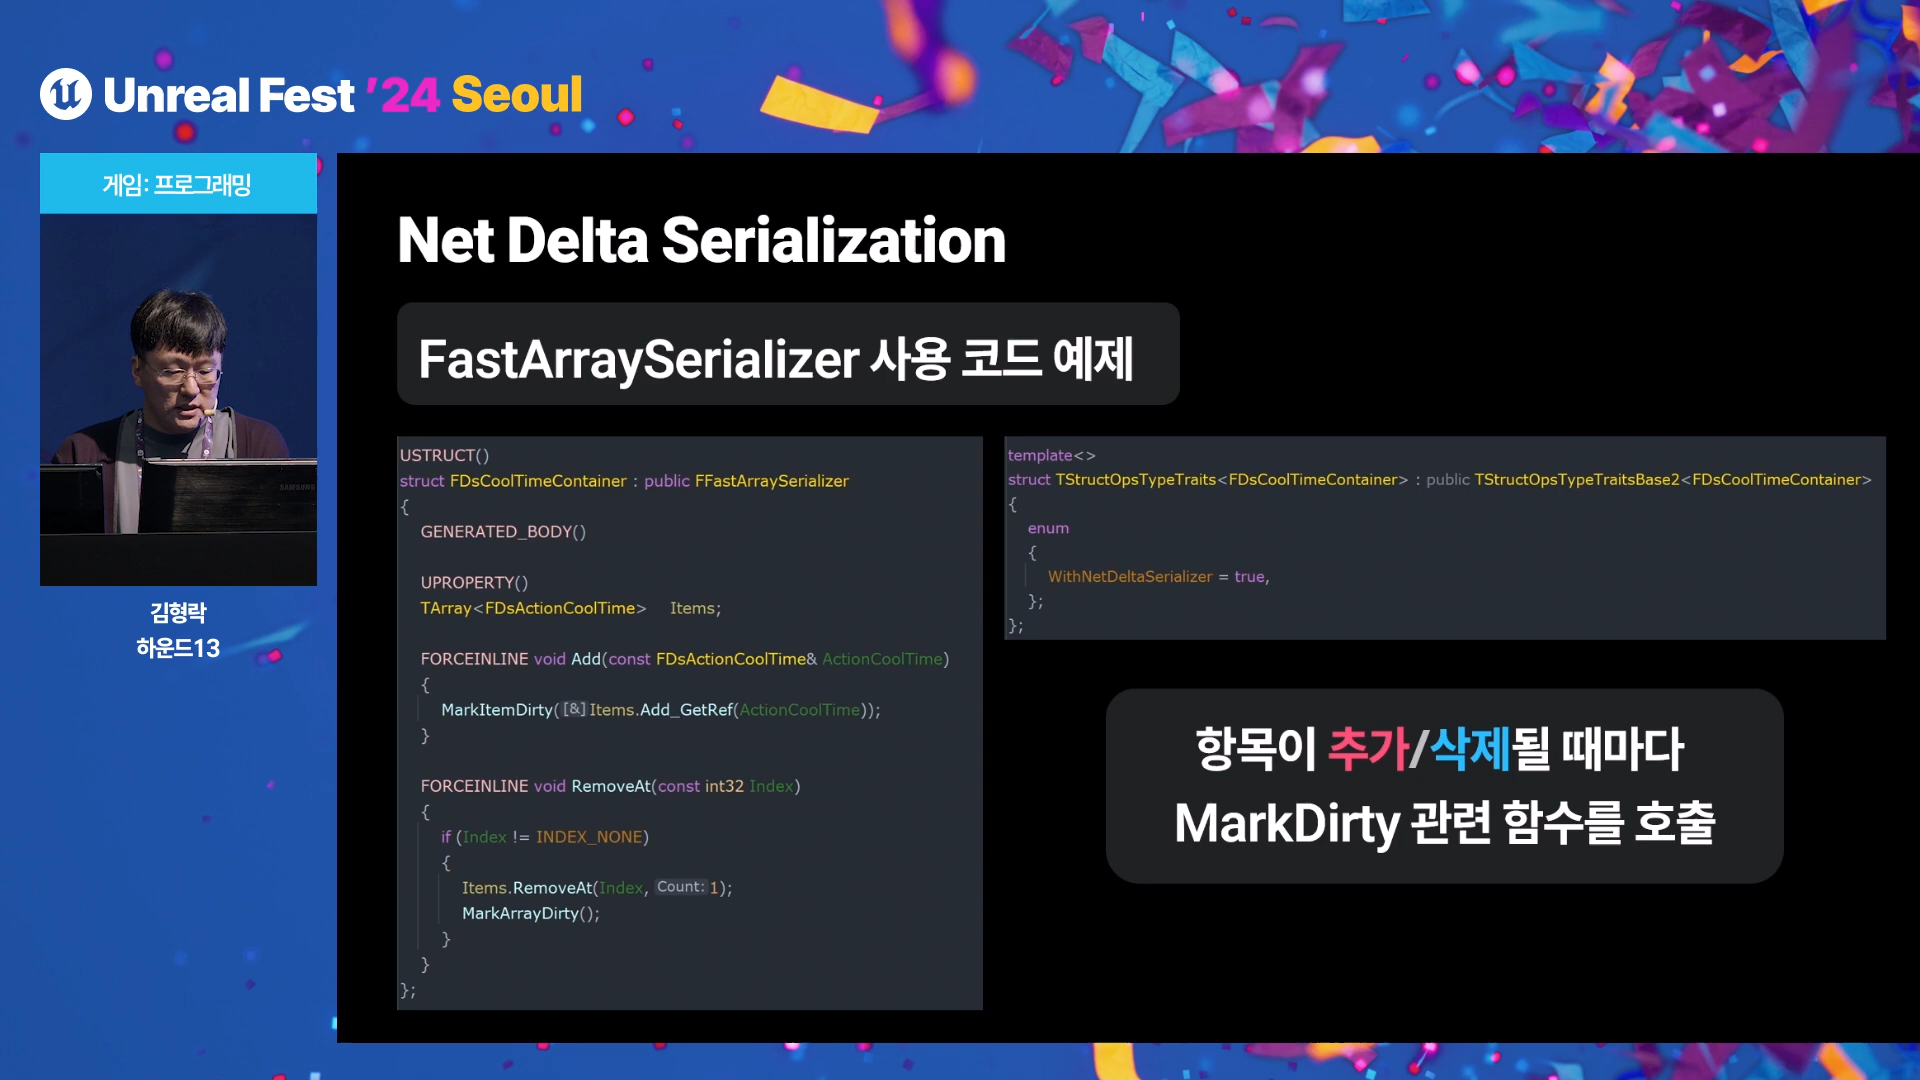 Unreal Fest '24 Seoul
게임: 프로그래밍
김형락
하운드13
Net Delta Serialization
FastArraySerializer 사용 코드 예제
USTRUCT()
struct FDsCoolTimeContainer : public FFastArraySerializer
{
GENERATED_BODY()
UPROPERTY()
TArray<FDsActionCoolTime> Items;
FORCEINLINE void Add(const FDsActionCoolTime& ActionCoolTime)
{
MarkItemDirty([&]Items.Add_GetRef(ActionCoolTime));
}
FORCEINLINE void RemoveAt(const int32 Index)
{
if (Index != INDEX_NONE)
{
Items.RemoveAt(Index, Count: 1);
MarkArrayDirty();
}
}
};
template<>
struct TStructOpsTypeTraits<FDsCoolTimeContainer> : public TStructOpsTypeTraitsBase2<FDsCoolTimeContainer>
{
enum
{
WithNetDeltaSerializer = true,
};
};
항목이 추가/삭제될 때마다
MarkDirty 관련 함수를 호출
SAMSUNG